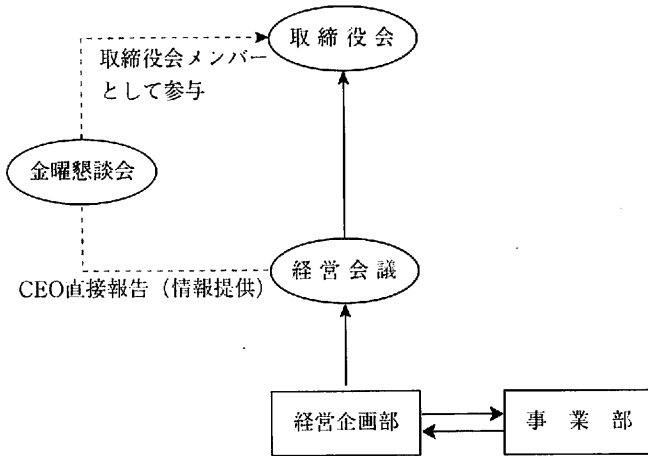 取締役会
取締役会メンバー
として参与
金曜懇談会
経営会議
CEO直接報告（情報提供）
経営企画部
事業部